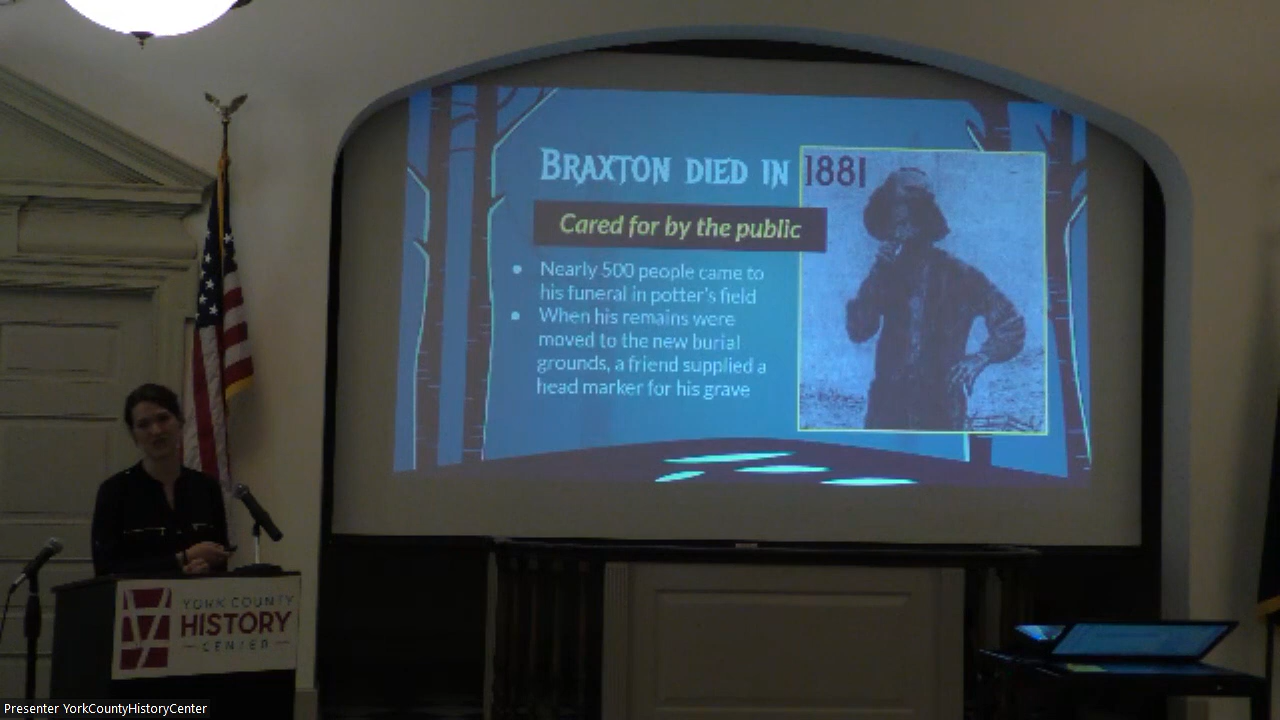 BRAXTON DIED IN 1881
Cared for by the public
• Nearly 500 people came to
his funeral in potter's field
• When his remains were
moved to the new burial
grounds, a friend supplied a
head marker for his grave
YORK COUNTY
HISTORY
CENTER
Presenter YorkCountyHistoryCenter